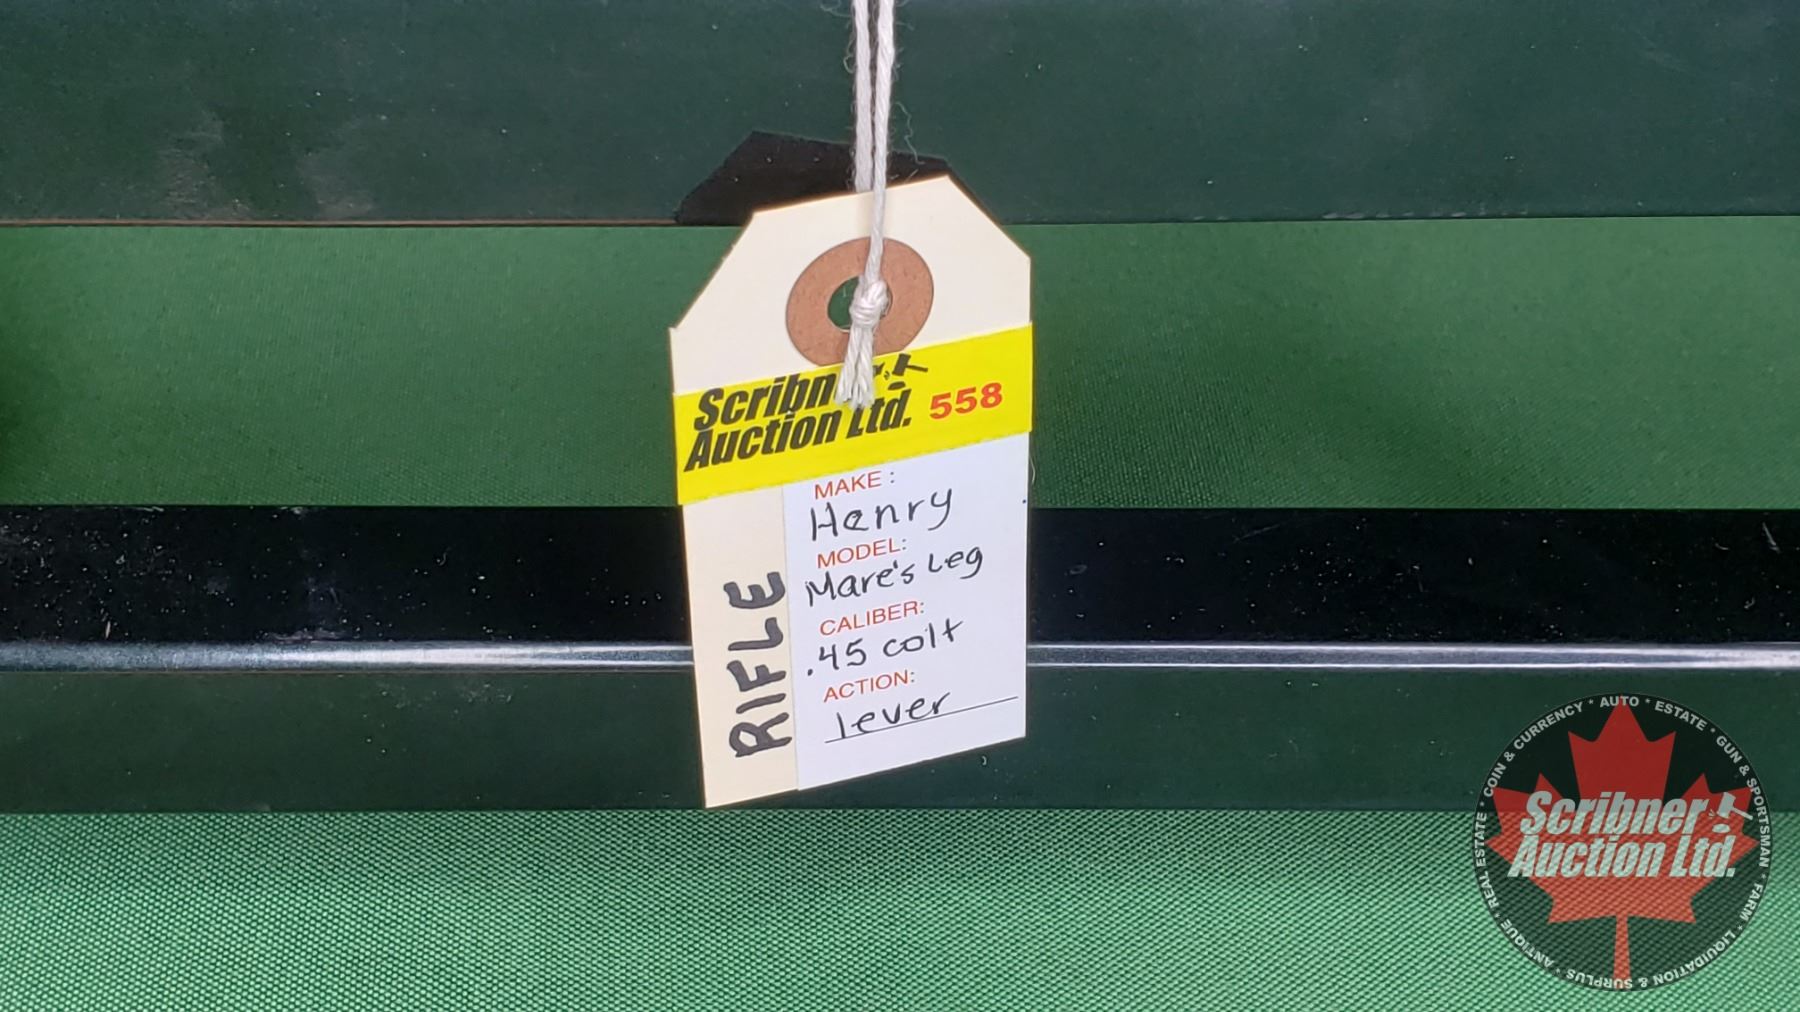 Scribner
Auction Ltd. 558
MAKE :
Henry
MODEL:
Mare's Leg
CALIBER:
.45 colt
ACTION:
lever
RIFLE
COIN & CURRENCY * AUTO * ESTATE * GUN & SPORTSMAN * FARM * LIQUIDATION & SURPLUS * ANTIQUE * REAL ESTATE *
Scribner
Auction Ltd.